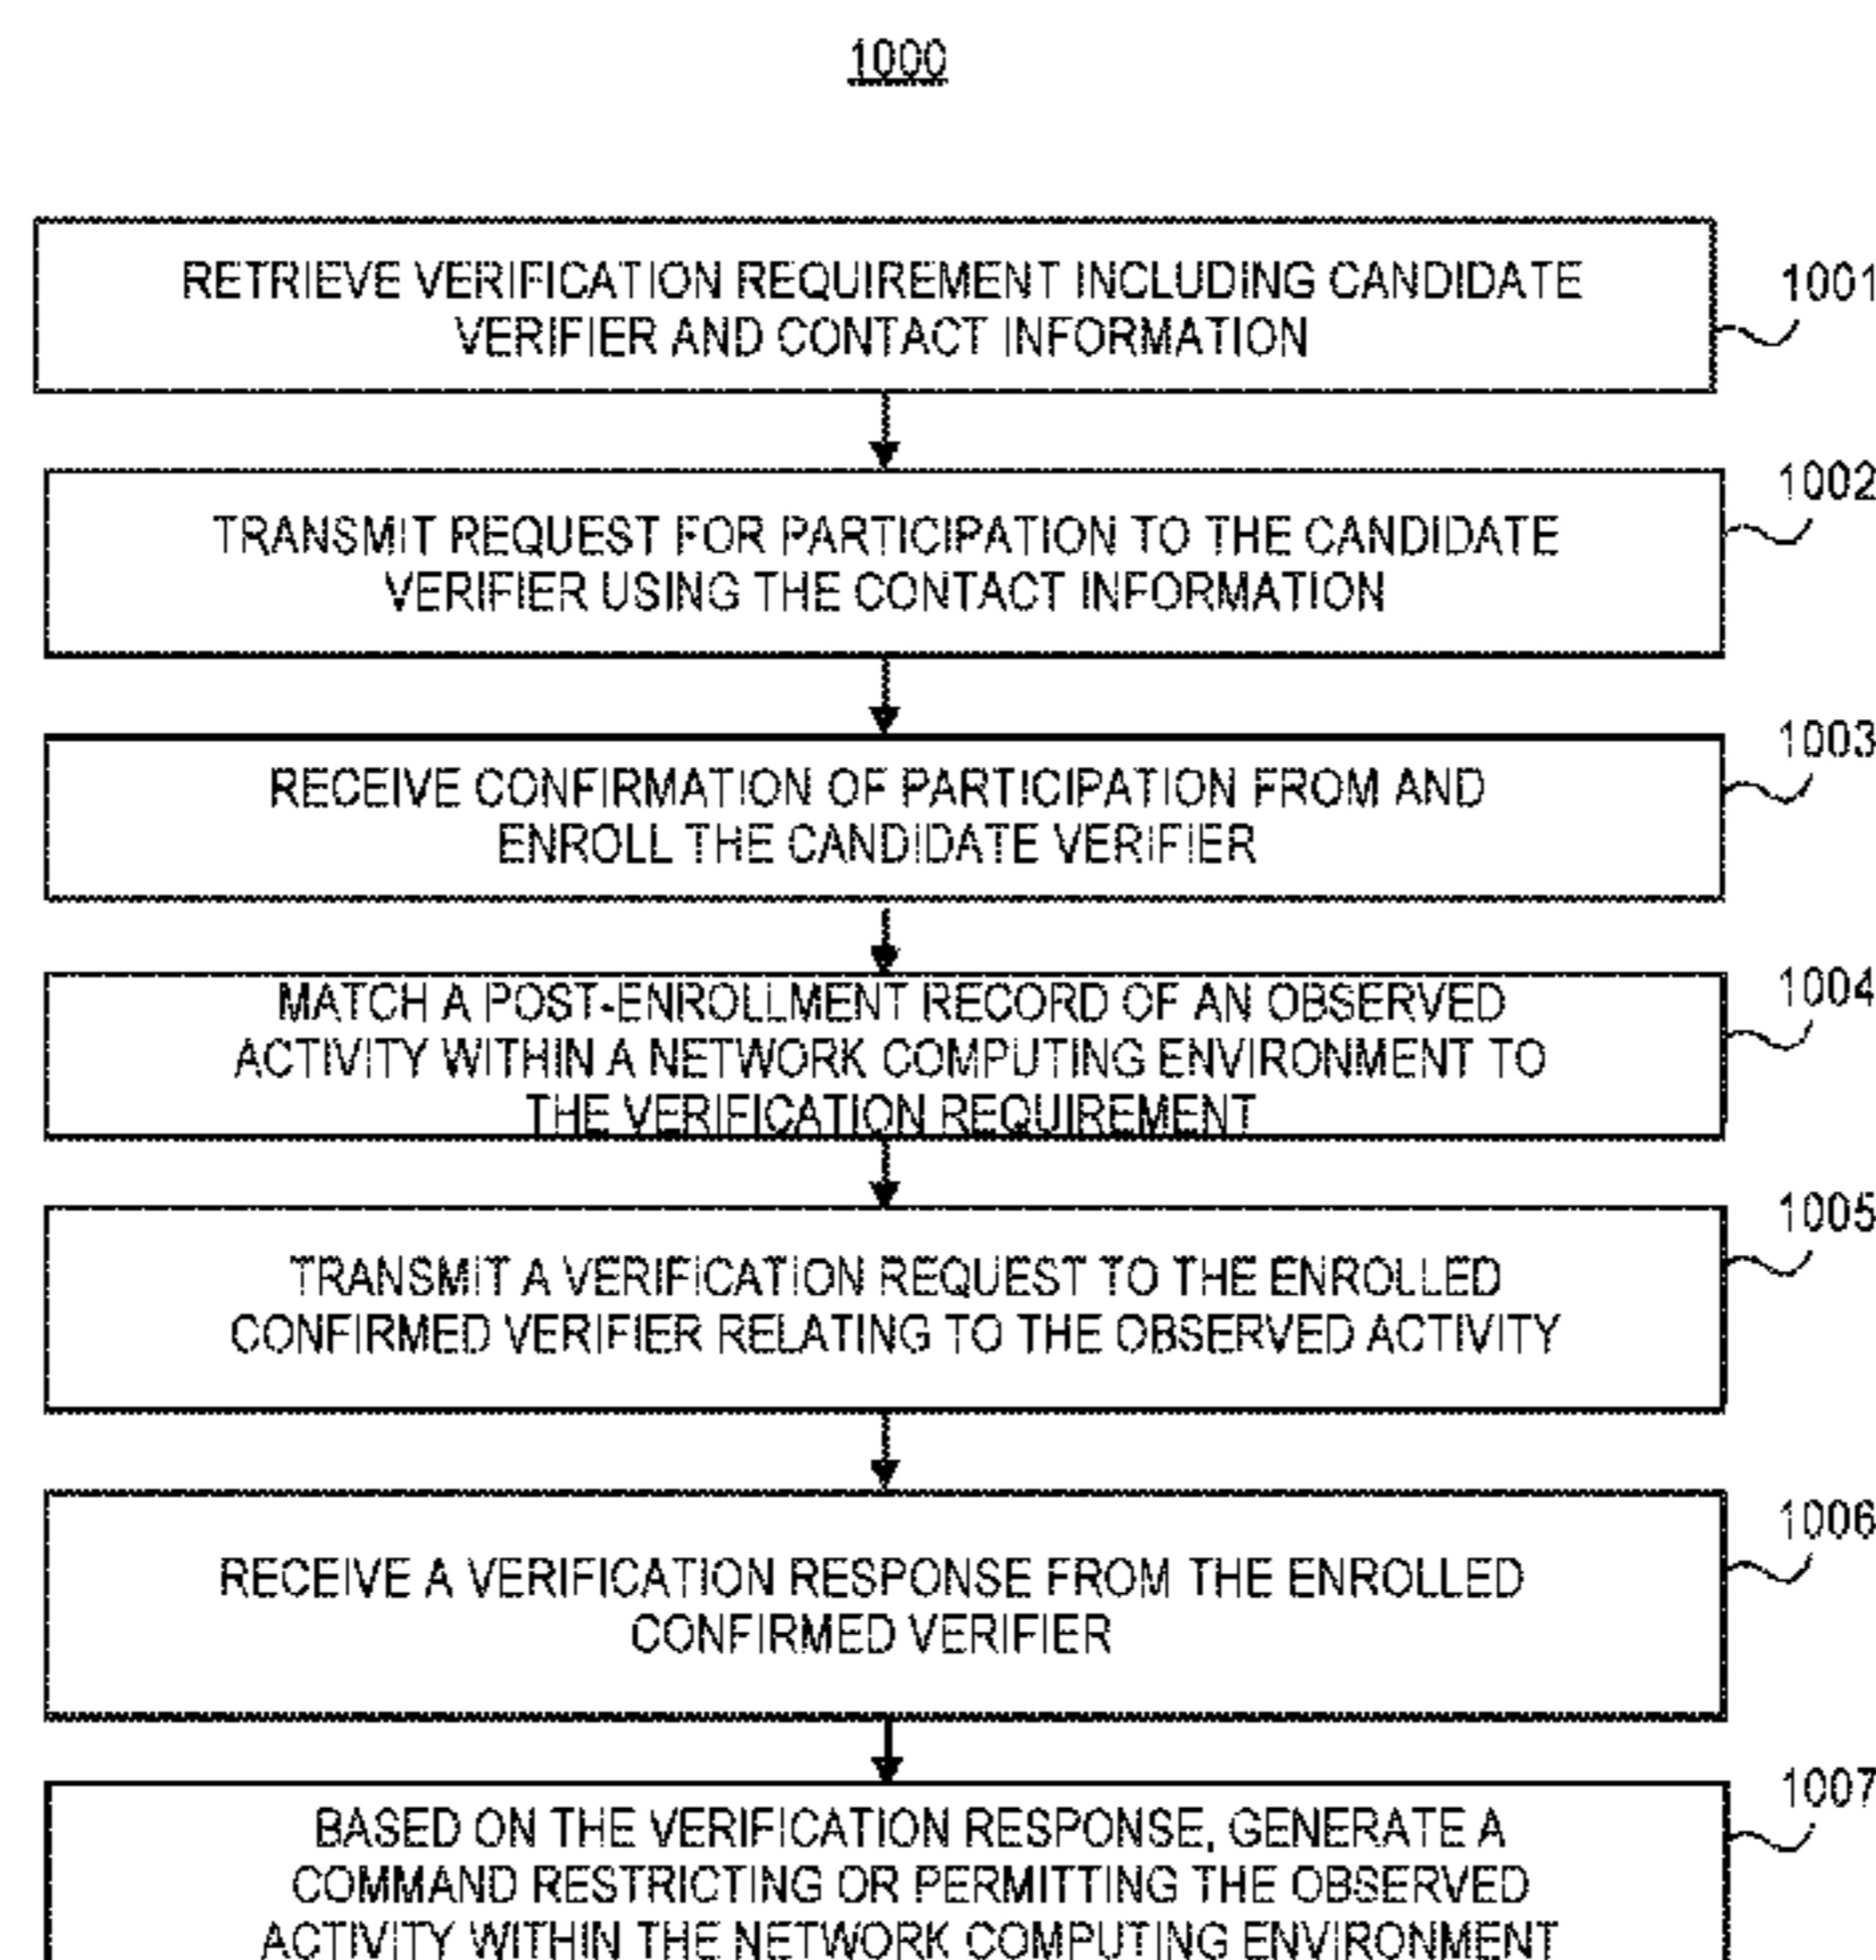 1000
RETRIEVE VERIFICATION REQUIREMENT INCLUDING CANDIDATE
VERIFIER AND CONTACT INFORMATION
1001
TRANSMIT REQUEST FOR PARTICIPATION TO THE CANDIDATE
VERIFIER USING THE CONTACT INFORMATION
1002
RECEIVE CONFIRMATION OF PARTICIPATION FROM AND
ENROLL THE CANDIDATE VERIFIER
1003
MATCH A POST-ENROLLMENT RECORD OF AN OBSERVED
ACTIVITY WITHIN A NETWORK COMPUTING ENVIRONMENT TO
THE VERIFICATION REQUIREMENT
1004
TRANSMIT A VERIFICATION REQUEST TO THE ENROLLED
CONFIRMED VERIFIER RELATING TO THE OBSERVED ACTIVITY
1005
RECEIVE A VERIFICATION RESPONSE FROM THE ENROLLED
CONFIRMED VERIFIER
1006
BASED ON THE VERIFICATION RESPONSE, GENERATE A
COMMAND RESTRICTING OR PERMITTING THE OBSERVED
ACTIVITY WITHIN THE NETWORK COMPUTING ENVIRONMENT
1007